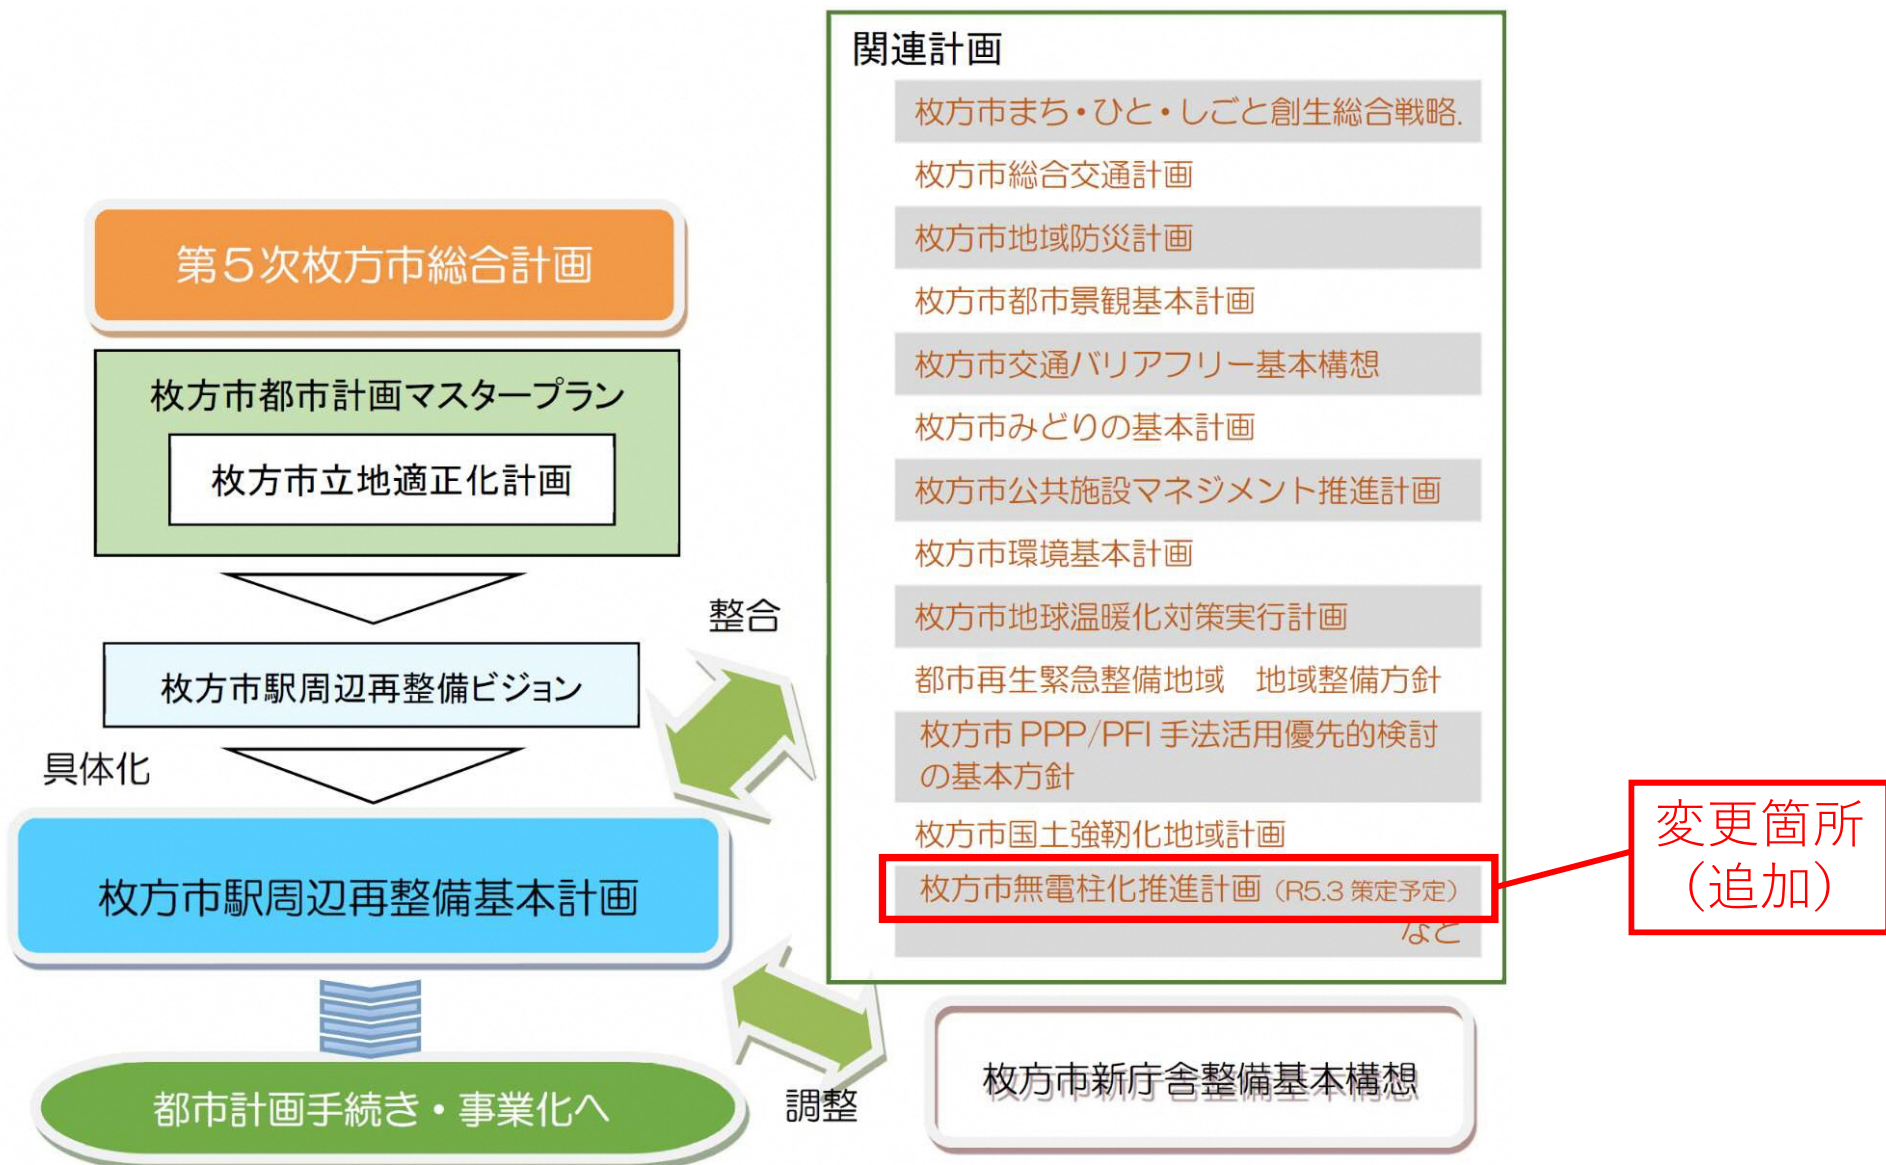 第5次枚方市総合計画
枚方市都市計画マスタープラン
枚方市立地適正化計画
枚方市駅周辺再整備ビジョン
具体化
枚方市駅周辺再整備基本計画
都市計画手続き・事業化へ
整合
調整
関連計画
枚方市まち・ひと・しごと創生総合戦略.
枚方市総合交通計画
枚方市地域防災計画
枚方市都市景観基本計画
枚方市交通バリアフリー基本構想
枚方市みどりの基本計画
枚方市公共施設マネジメント推進計画
枚方市環境基本計画
枚方市地球温暖化対策実行計画
都市再生緊急整備地域　地域整備方針
枚方市 PPP/PFI 手法活用優先的検討
の基本方針
枚方市国土強靭化地域計画
枚方市無電柱化推進計画（R5.3 策定予定）
など
枚方市新庁舎整備基本構想
変更箇所
（追加）